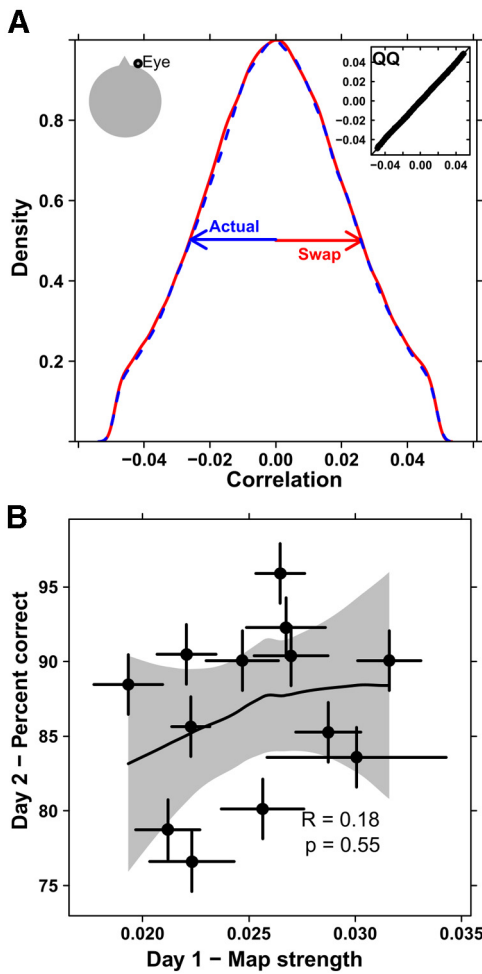 A
Eye
QQ
0.04
0.02
0.00
−0.02
−0.04
−0.04 0.00 0.04
0.8
0.6
0.4
0.2
Density
Actual
Swap
−0.04 −0.02 0.00 0.02 0.04
Correlation
B
95
90
85
80
75
Day 2 − Percent correct
R = 0.18
p = 0.55
0.020 0.025 0.030 0.035
Day 1 − Map strength